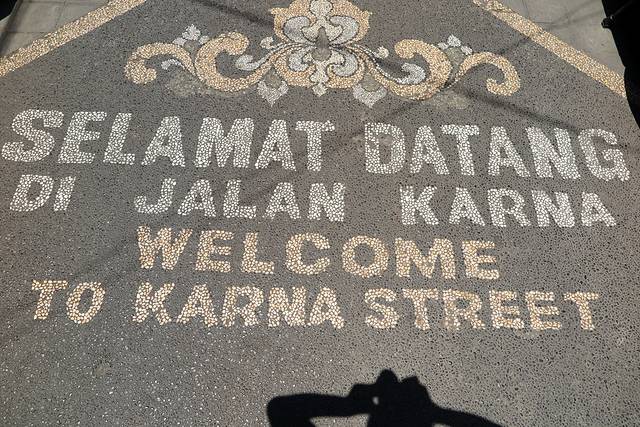 SELAMAT DATANG
DI JALAN KARNA
WELCOME
TO KARNA STREET